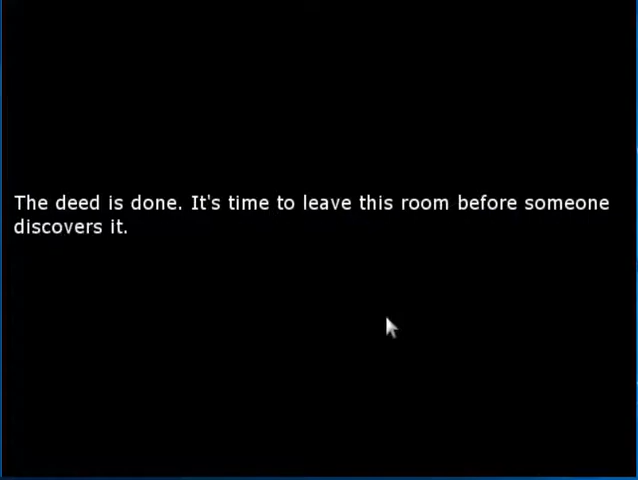 The deed is done. It's time to leave this room before someone
discovers it.